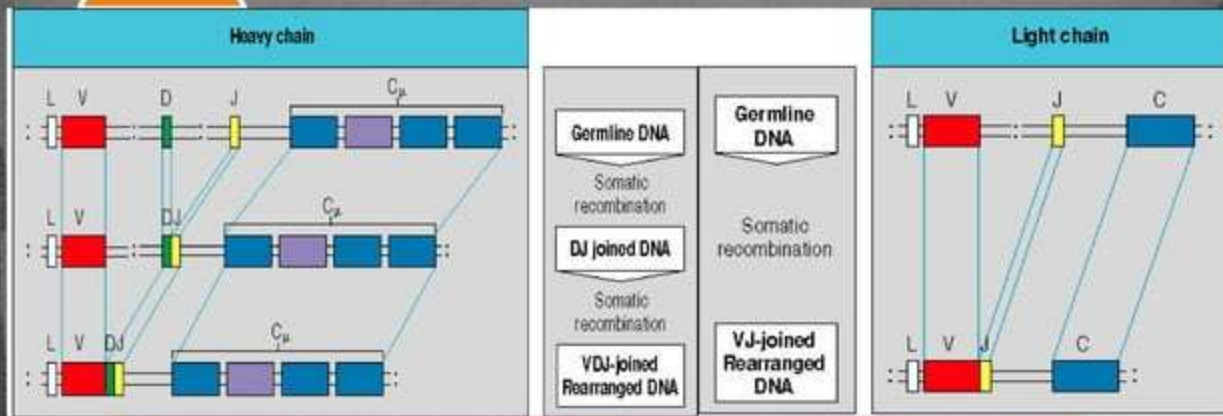 Heavy chain
L V D J Cμ
L V DJ Cμ
L V DJ Cμ
Germline DNA
Somatic
recombination
DJ joined DNA
Somatic
recombination
VDJ-joined
Rearranged DNA
Germline
DNA
Somatic
recombination
VJ-joined
Rearranged
DNA
Light chain
L V J C
L V J C